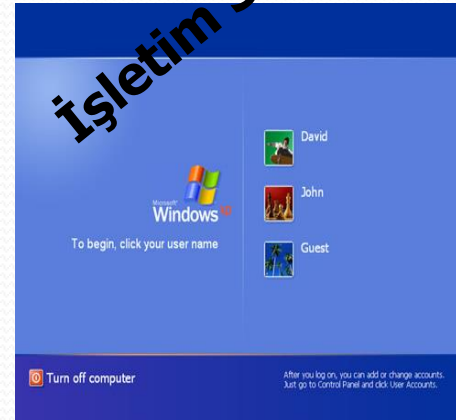 İşletim
David
John
Microsoft
Windows xp
To begin, click your user name
Guest
Turn off computer
After you log on, you can add or change accounts.
Just go to Control Panel and click User Accounts.